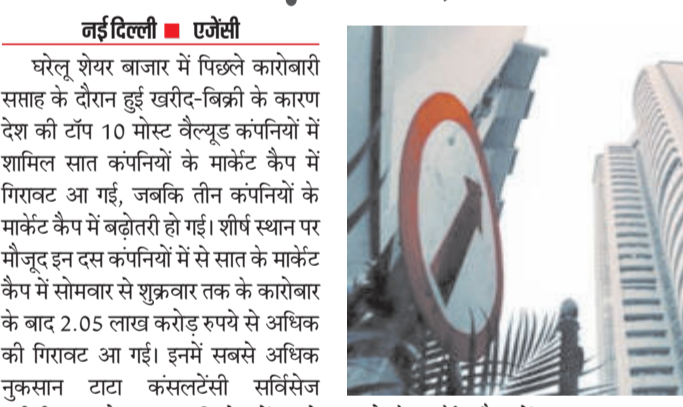 नई दिल्ली ■ एजेंसी
घरेलू शेयर बाजार में पिछले कारोबारी
सप्ताह के दौरान हुई खरीद-बिक्री के कारण
देश की टॉप 10 मोस्ट वैल्यूड कंपनियों में
शामिल सात कंपनियों के मार्केट कैप में
गिरावट आ गई, जबकि तीन कंपनियों के
मार्केट कैप में बढ़ोतरी हो गई। शीर्ष स्थान पर
मौजूद इन दस कंपनियों में से सात के मार्केट
कैप में सोमवार से शुक्रवार तक के कारोबार
के बाद 2.05 लाख करोड़ रुपये से अधिक
की गिरावट आ गई। इनमें सबसे अधिक
नुकसान टाटा कंसलटेंसी सर्विसेज